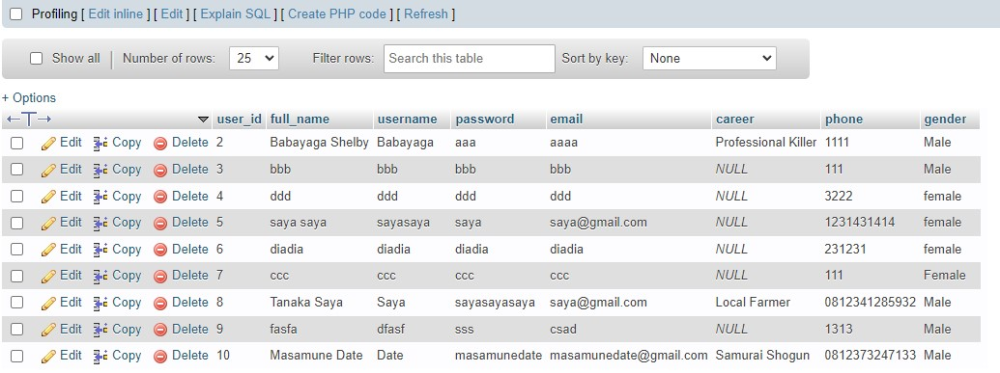 Profiling [ Edit inline ] [ Edit ] [ Explain SQL ] [ Create PHP code ] [ Refresh ]
Show all Number of rows: 25 Filter rows: Search this table Sort by key: None
+ Options
user_id full_name username password email career phone gender
Edit Copy Delete 2 Babayaga Shelby Babayaga aaa aaaa Professional Killer 1111 Male
Edit Copy Delete 3 bbb bbb bbb bbb NULL 111 Male
Edit Copy Delete 4 ddd ddd ddd ddd NULL 3222 female
Edit Copy Delete 5 saya saya sayasaya saya saya@gmail.com NULL 1231431414 female
Edit Copy Delete 6 diadia diadia diadia diadia NULL 231231 female
Edit Copy Delete 7 ccc ccc ccc ccc NULL 111 Female
Edit Copy Delete 8 Tanaka Saya Saya sayasayasaya saya@gmail.com Local Farmer 0812341285932 Male
Edit Copy Delete 9 fasfa dfasf sss csad NULL 1313 Male
Edit Copy Delete 10 Masamune Date Date masamunedate masamunedate@gmail.com Samurai Shogun 0812373247133 Male